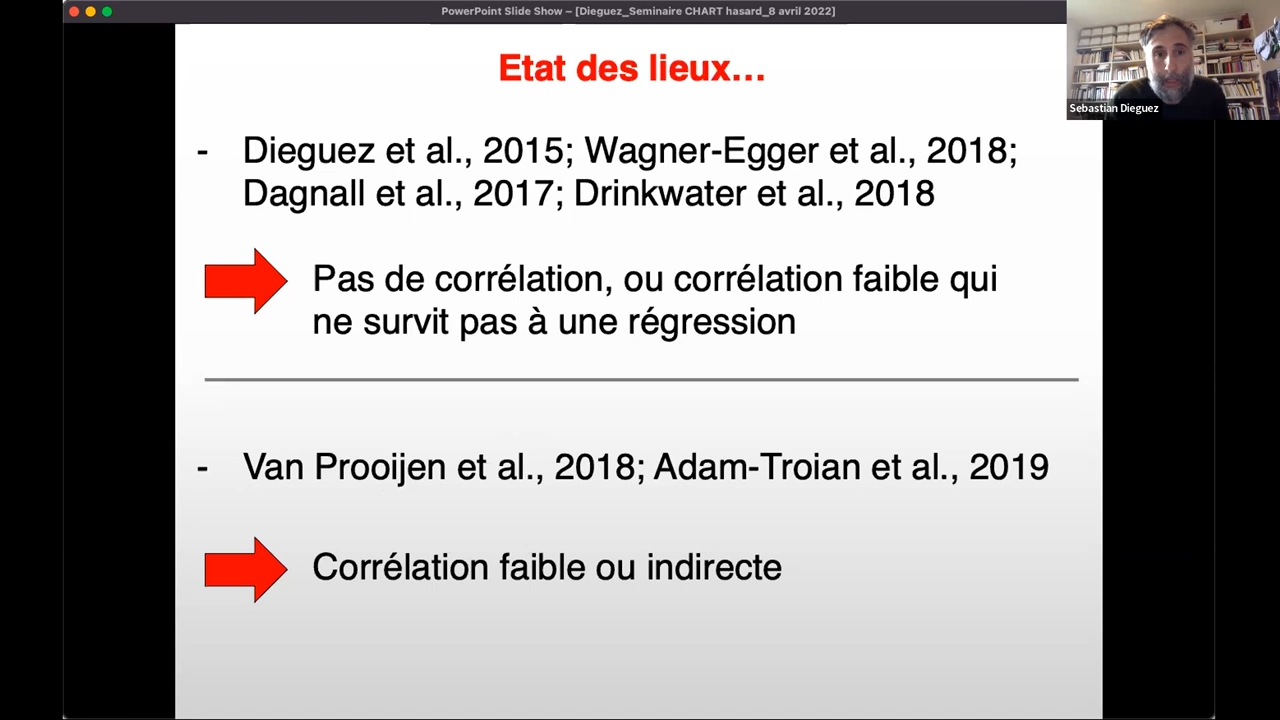 PowerPoint Slide Show – [Dieguez_Seminaire CHART hasard_8 avril 2022]
Etat des lieux…
Sebastian Dieguez
- Dieguez et al., 2015; Wagner-Egger et al., 2018;
Dagnall et al., 2017; Drinkwater et al., 2018
Pas de corrélation, ou corrélation faible qui
ne survit pas à une régression
- Van Prooijen et al., 2018; Adam-Troian et al., 2019
Corrélation faible ou indirecte